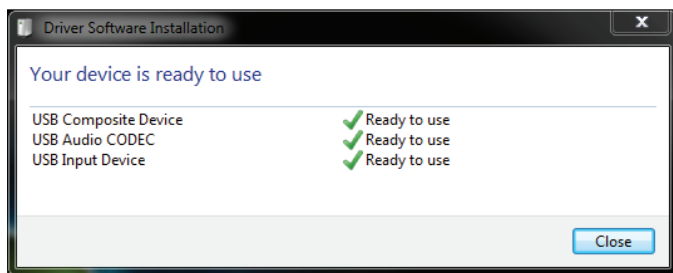 Driver Software Installation
Your device is ready to use
USB Composite Device Ready to use
USB Audio CODEC Ready to use
USB Input Device Ready to use
Close